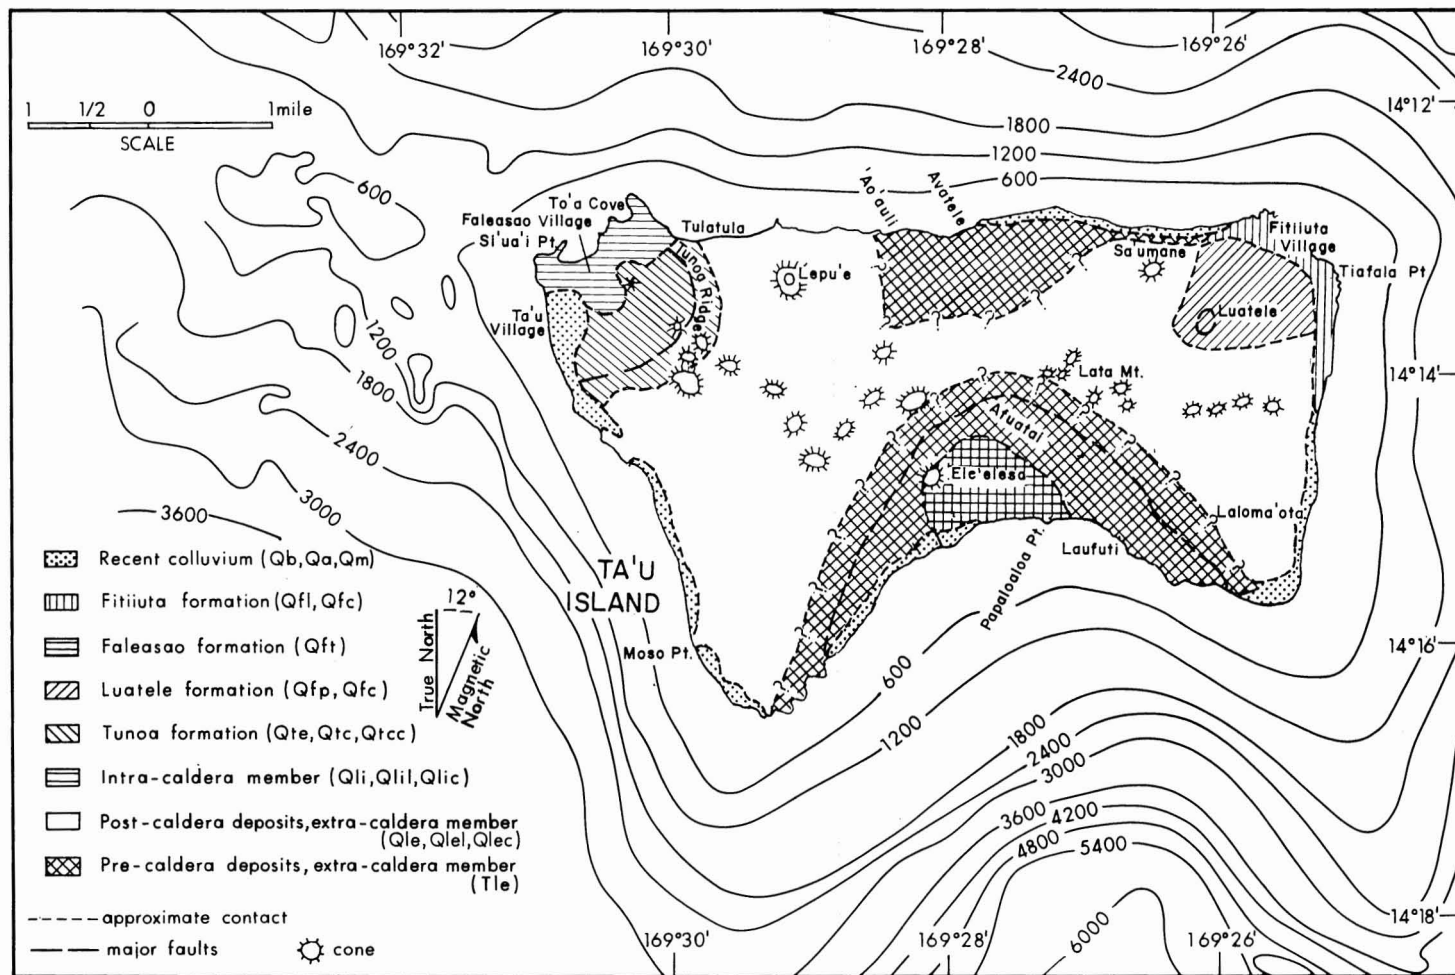 169°32'
169°30'
169°28'
169°26'
2400
14°12'
1 1/2 0 1mile
SCALE
1800
1200
600
600
'Ao'auli
Avatele
To'a Cove
Faleasao Village
Si'ua'i Pt.
Tulatula
Tunoa Ridge
Lepu'e
Sa'umane
Fitiiuta
Village
Tiafala Pt
Ta'u
Village
Luatele
1200
1800
2400
3000
3600
Lata Mt.
14°14'
Afuatai
Ele'elesa
Laloma'ota
Laufuti
Papaloaloa Pt.
TA'U
ISLAND
Moso Pt.
14°16'
600
1200
1800
2400
3000
3600
4200
4800
5400
6000
14°18'
Recent colluvium (Qb, Qa, Qm)
Fitiiuta formation (Qfl, Qfc)
Faleasao formation (Qft)
Luatele formation (Qfp, Qfc)
Tunoa formation (Qte, Qtc, Qtcc)
Intra-caldera member (Qli, Qlil, Qlic)
Post-caldera deposits, extra-caldera member
(Qle, Qlel, Qlec)
Pre-caldera deposits, extra-caldera member
(Tle)
12°
True North
Magnetic
North
approximate contact
major faults
cone
169°30'
169°28'
169°26'